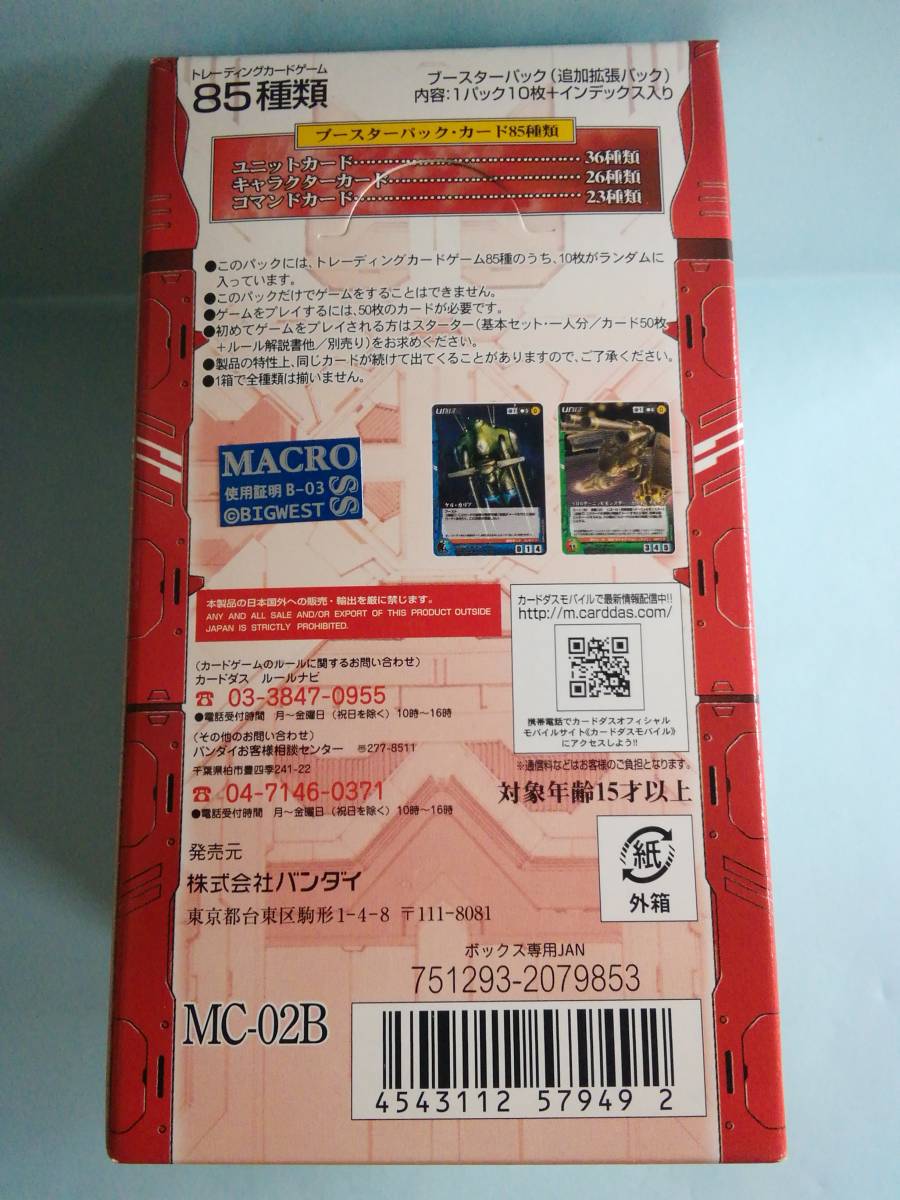 トレーディングカードゲーム
85種類
ブースターパック（追加拡張パック）
内容：1パック10枚＋インデックス入り
ブースターパック・カード85種類
ユニットカード……………………………36種類
キャラクターカード………………………26種類
コマンドカード……………………………23種類
●このパックには、トレーディングカードゲーム85種のうち、10枚がランダムに
入っています。
●このパックだけでゲームをすることはできません。
●ゲームをプレイするには、50枚のカードが必要です。
●初めてゲームをプレイされる方はスターター（基本セット・一人分／カード50枚
＋ルール解説書他／別売り）をお求めください。
●製品の特性上、同じカードが続けて出てくることがありますので、ご了承ください。
●1箱で全種類は揃いません。
MACROSS
使用証明 B-03
©BIGWEST
UNIT
ケル・カリア
0 1 4
UNIT
3 4 5
本製品の日本国外への販売・輸出を厳に禁じます。
ANY AND ALL SALE AND/OR EXPORT OF THIS PRODUCT OUTSIDE
JAPAN IS STRICTLY PROHIBITED.
カードダスモバイルで最新情報配信中!!
http://m.carddas.com/
携帯電話でカードダスオフィシャル
モバイルサイト《カードダスモバイル》
にアクセスしよう!!
※通信料などはお客様のご負担となります。
（カードゲームのルールに関するお問い合わせ）
カードダス ルールナビ
☎ 03-3847-0955
●電話受付時間 月～金曜日（祝日を除く）10時～16時
（その他のお問い合わせ）
バンダイお客様相談センター 〒277-8511
千葉県柏市豊四季241-22
☎ 04-7146-0371
●電話受付時間 月～金曜日（祝日を除く）10時～16時
対象年齢15才以上
発売元
株式会社バンダイ
東京都台東区駒形1-4-8 〒111-8081
紙
外箱
ボックス専用JAN
751293-2079853
MC-02B
4543112 57949 2